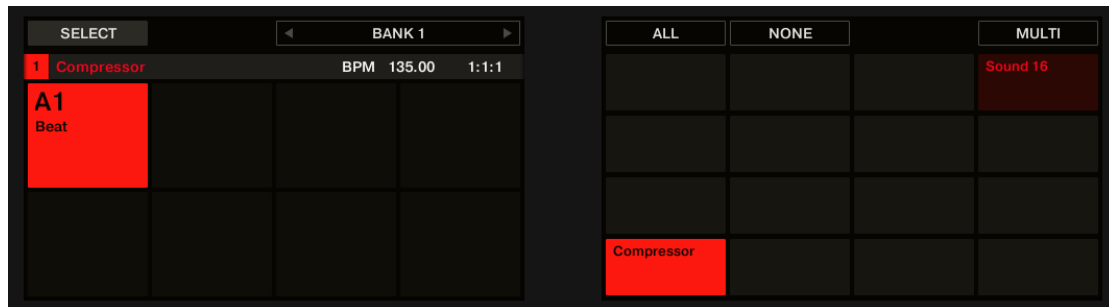 SELECT
BANK 1
1 Compressor
BPM 135.00 1:1:1
A1
Beat
ALL
NONE
MULTI
Sound 16
Compressor